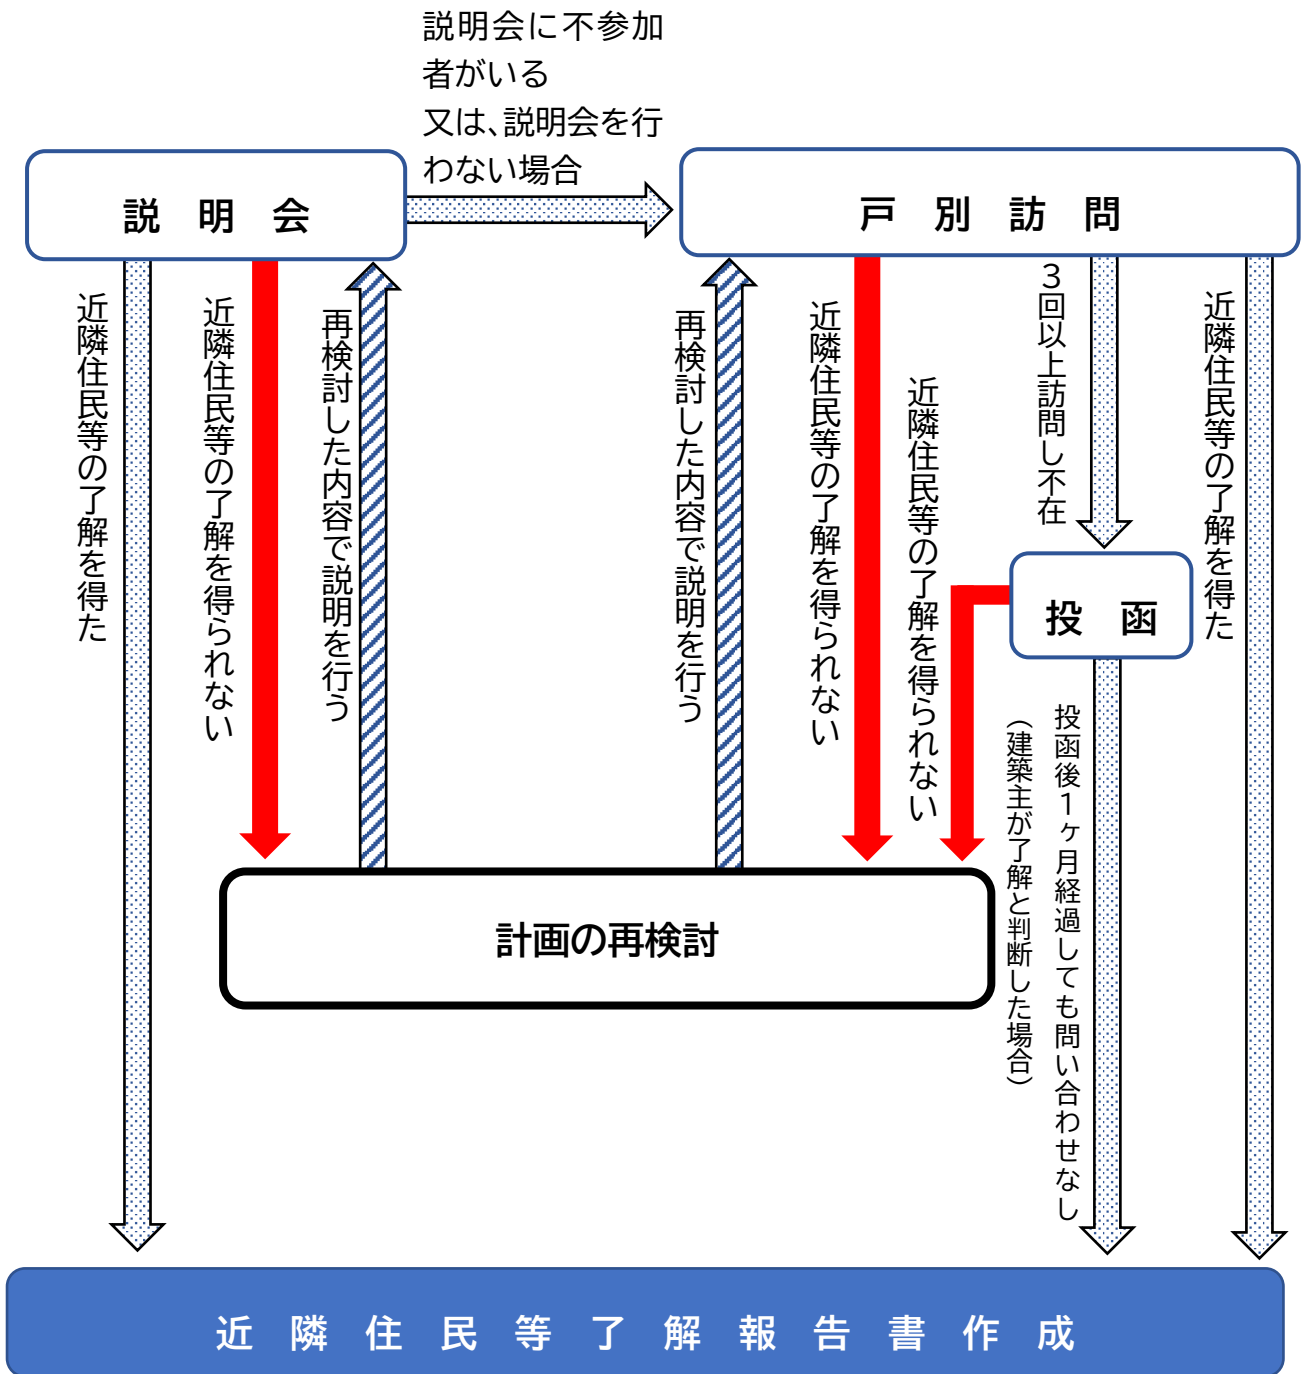 説明会に不参加
者がいる
又は、説明会を行
わない場合
説　明　会
戸　別　訪　問
近隣住民等の了解を得た
近隣住民等の了解を得られない
再検討した内容で説明を行う
再検討した内容で説明を行う
近隣住民等の了解を得られない
近隣住民等の了解を得られない
３回以上訪問し不在
近隣住民等の了解を得た
投　函
投函後１ヶ月経過しても問い合わせなし
（建築主が了解と判断した場合）
計画の再検討
近　隣　住　民　等　了　解　報　告　書　作　成